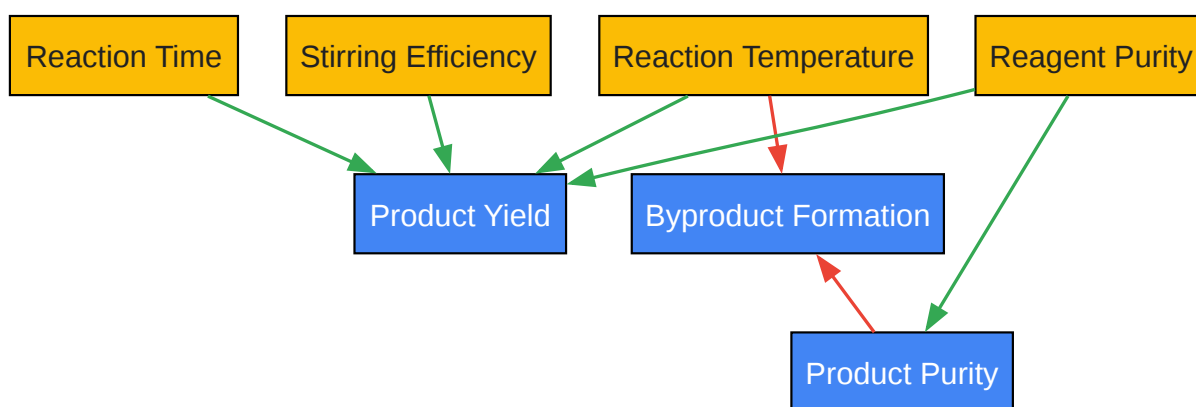 Reaction Time
Stirring Efficiency
Reaction Temperature
Reagent Purity
Product Yield
Byproduct Formation
Product Purity